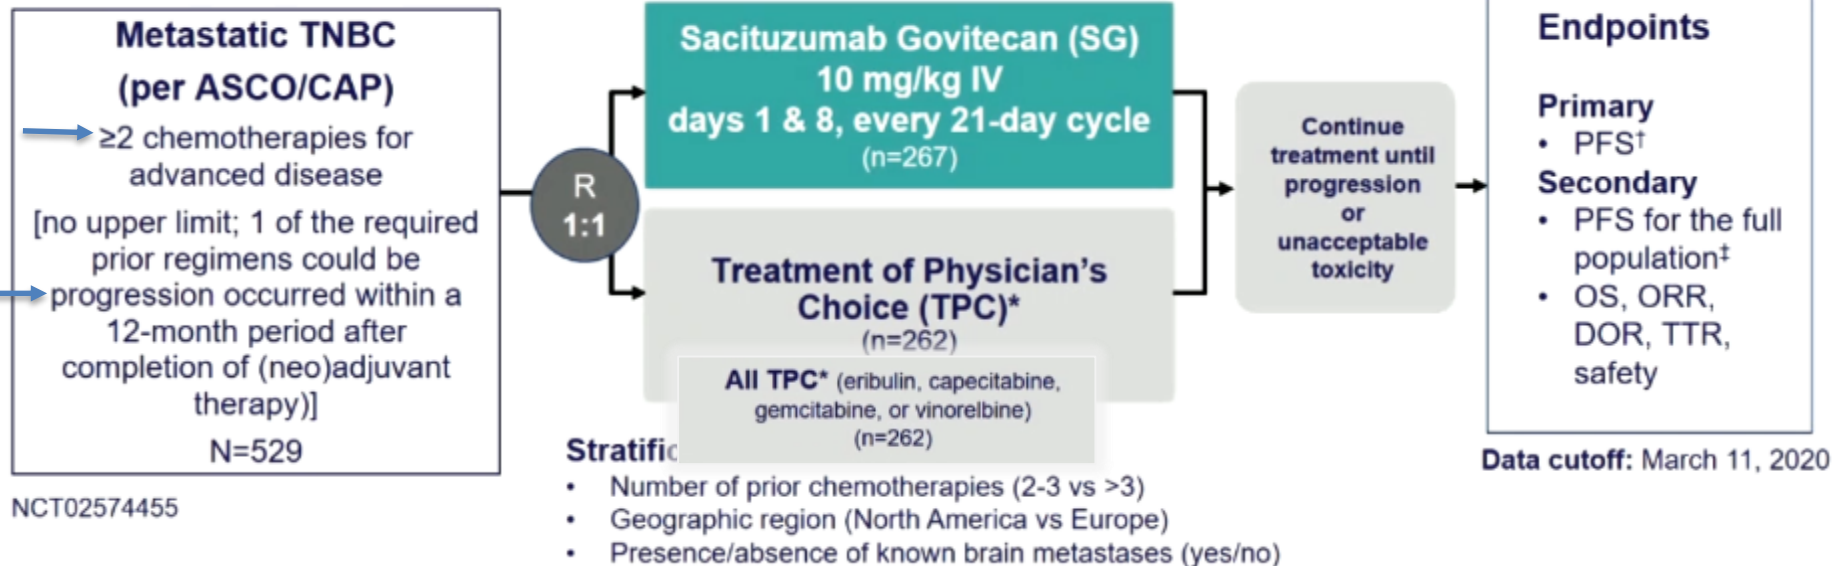 Metastatic TNBC
(per ASCO/CAP)
≥2 chemotherapies for
advanced disease
[no upper limit; 1 of the required
prior regimens could be
progression occurred within a
12-month period after
completion of (neo)adjuvant
therapy)]
N=529
NCT02574455
R
1:1
Sacituzumab Govitecan (SG)
10 mg/kg IV
days 1 & 8, every 21-day cycle
(n=267)
Treatment of Physician's
Choice (TPC)*
(n=262)
All TPC* (eribulin, capecitabine,
gemcitabine, or vinorelbine)
(n=262)
• Number of prior chemotherapies (2-3 vs >3)
• Geographic region (North America vs Europe)
• Presence/absence of known brain metastases (yes/no)
Continue
treatment until
progression
or
unacceptable
toxicity
Endpoints
Primary
• PFS†
Secondary
• PFS for the full
population‡
• OS, ORR,
DOR, TTR,
safety
Data cutoff: March 11, 2020